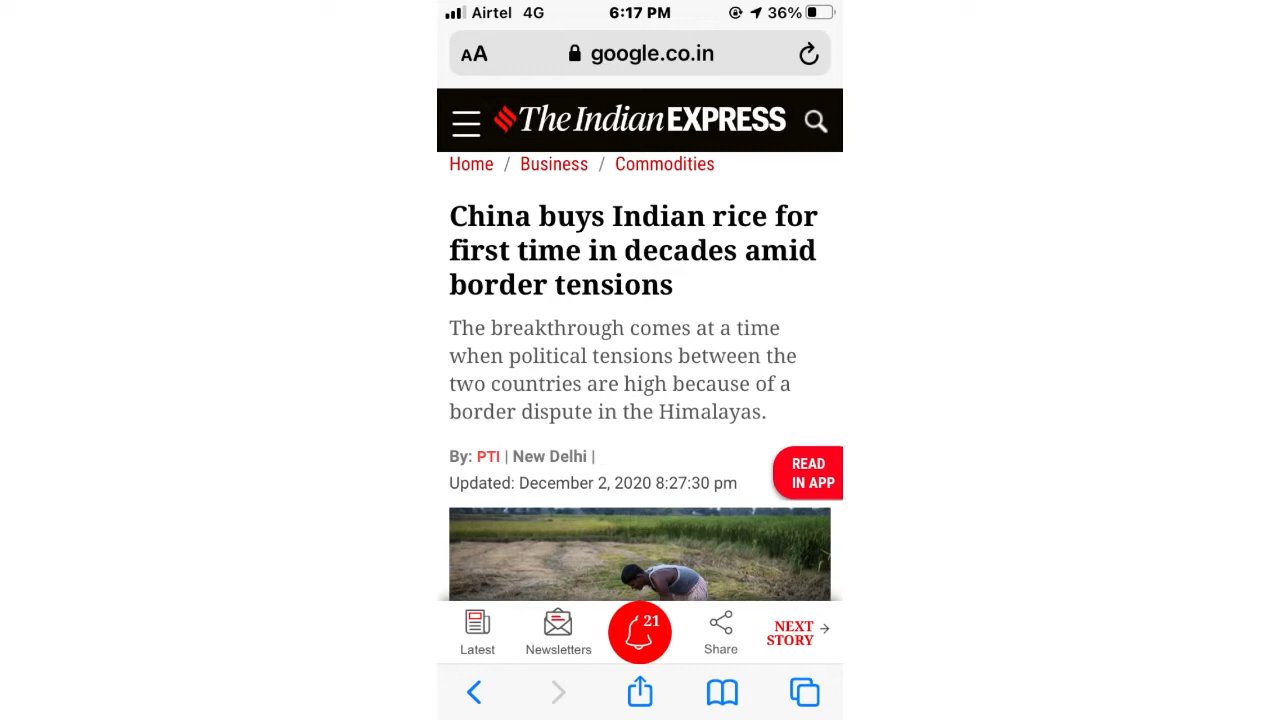 Airtel 4G 6:17 PM 36%
AA google.co.in
The Indian EXPRESS
Home / Business / Commodities
China buys Indian rice for
first time in decades amid
border tensions
The breakthrough comes at a time
when political tensions between the
two countries are high because of a
border dispute in the Himalayas.
By: PTI | New Delhi |
Updated: December 2, 2020 8:27:30 pm
READ
IN APP
21
Latest Newsletters Share
NEXT
STORY